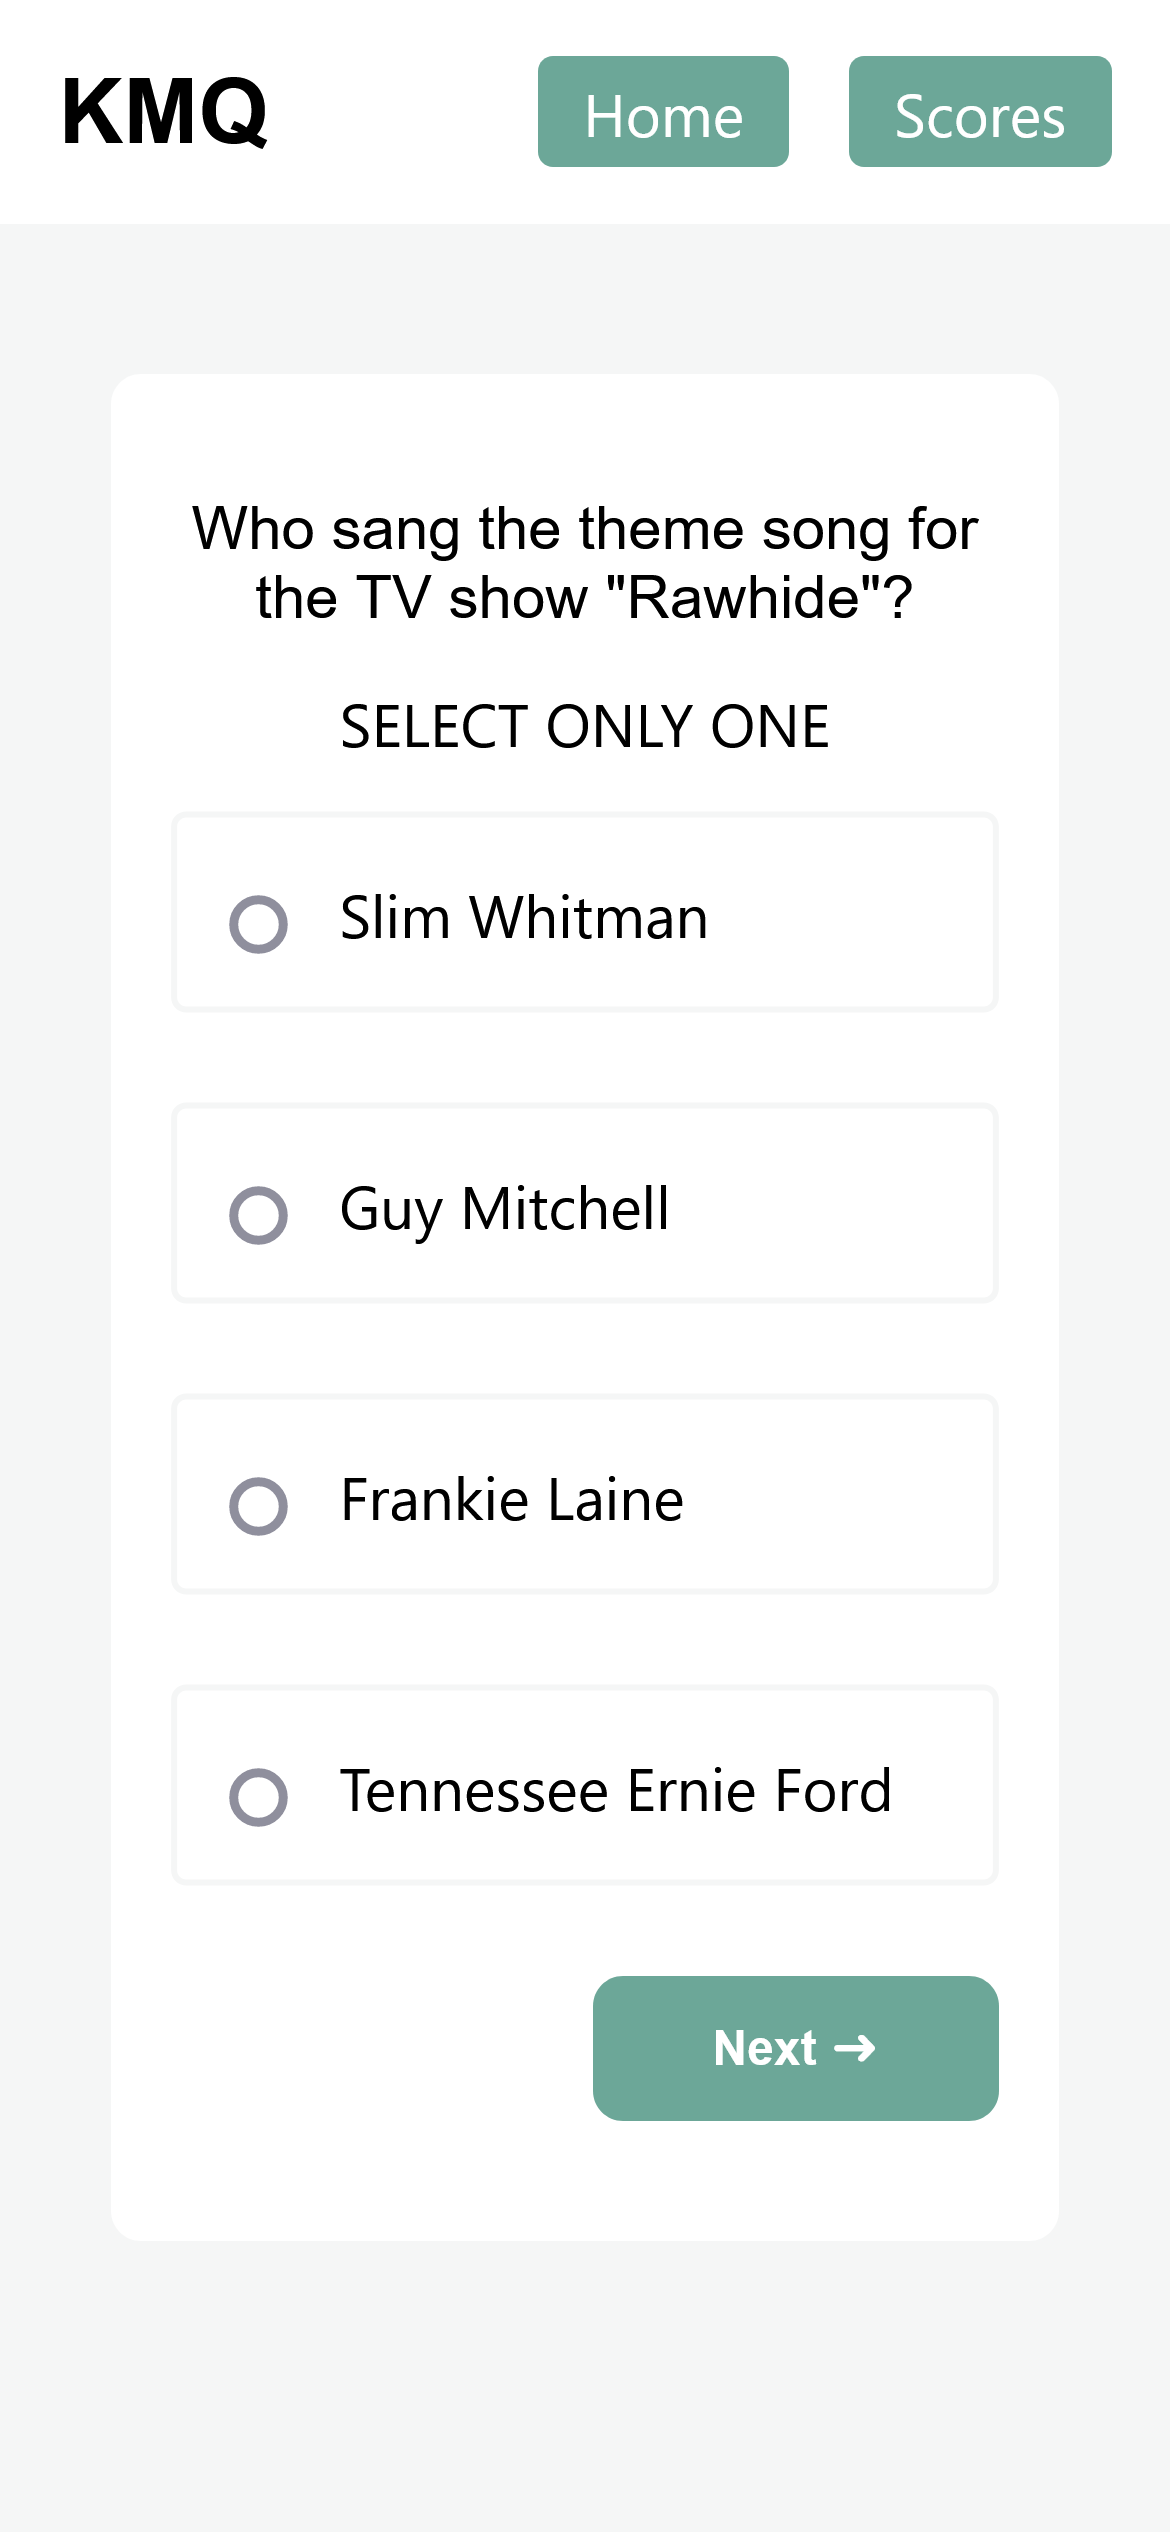 KMQ
Home
Scores
Who sang the theme song for
the TV show "Rawhide"?
SELECT ONLY ONE
Slim Whitman
Guy Mitchell
Frankie Laine
Tennessee Ernie Ford
Next →